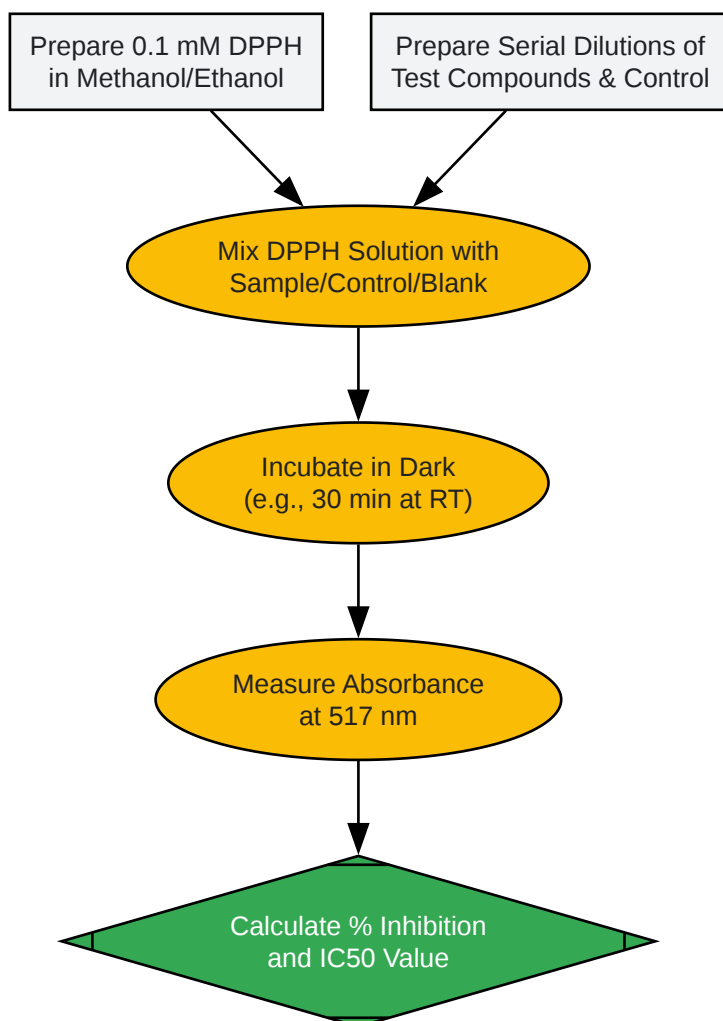 Prepare 0.1 mM DPPH
in Methanol/Ethanol
Prepare Serial Dilutions of
Test Compounds & Control
Mix DPPH Solution with
Sample/Control/Blank
Incubate in Dark
(e.g., 30 min at RT)
Measure Absorbance
at 517 nm
Calculate % Inhibition
and IC50 Value